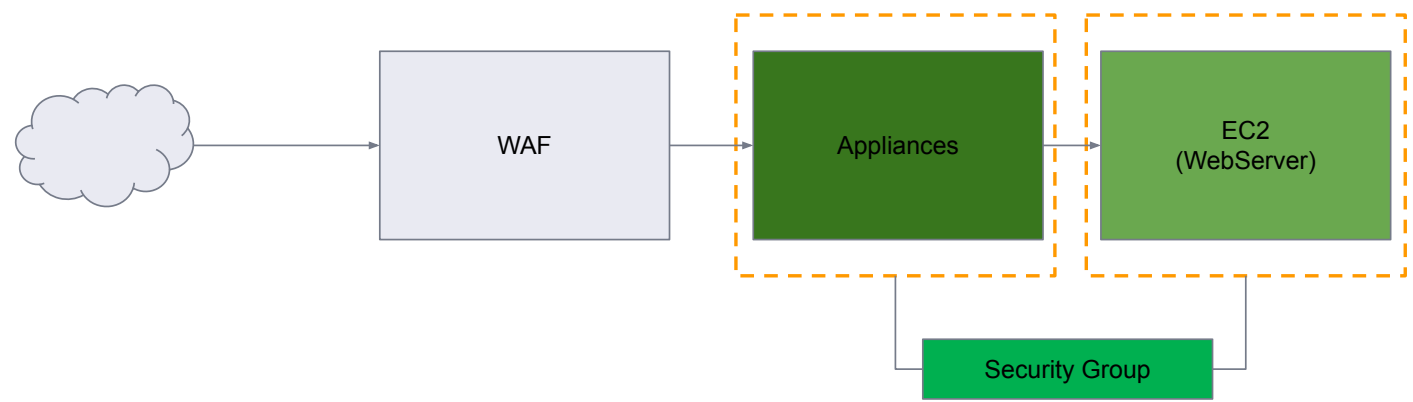 WAF
Appliances
EC2
(WebServer)
Security Group